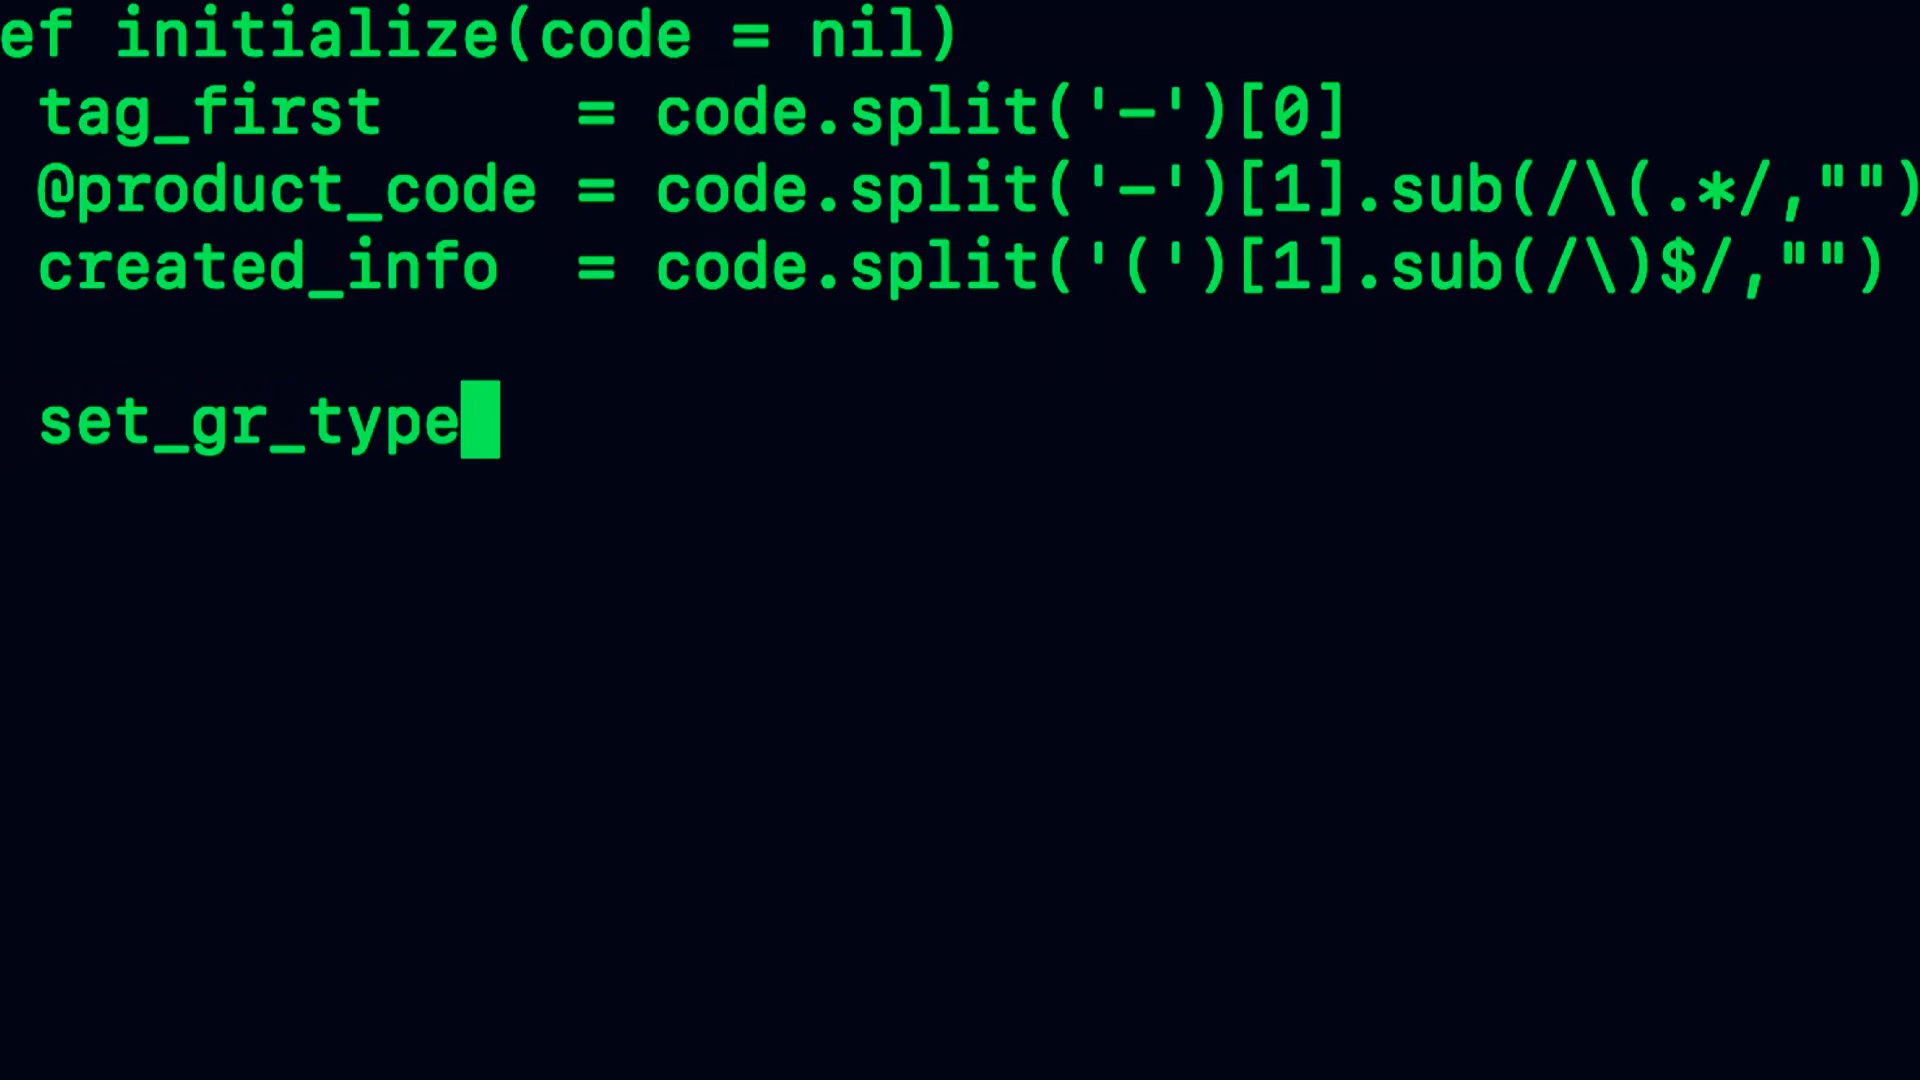 ef initialize(code = nil)
tag_first = code.split('-')[0]
@product_code = code.split('-')[1].sub(/\(.*/,"")
created_info = code.split('(')[1].sub(/\)$/,"")
set_gr_type